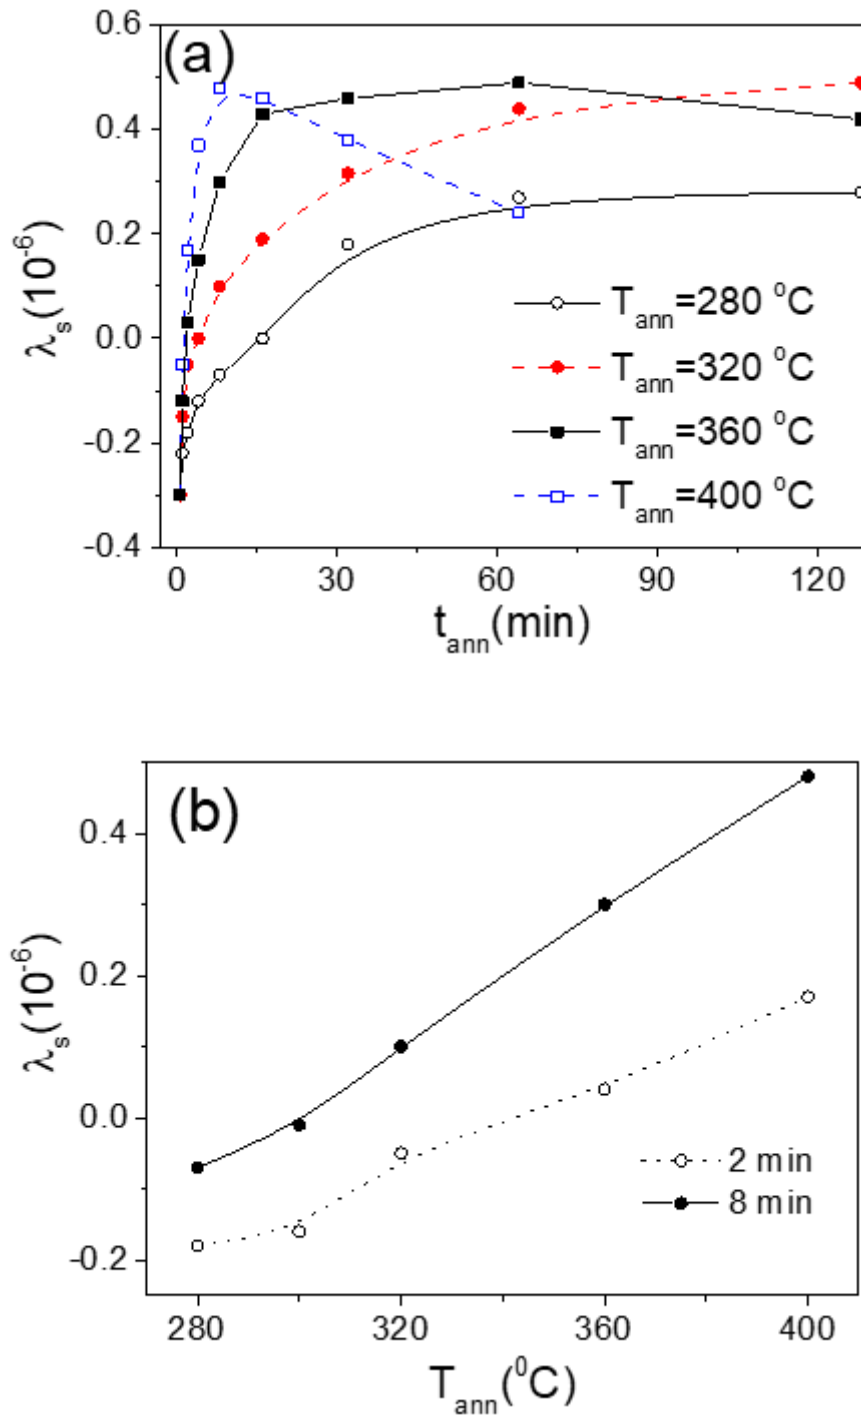 (a)
0.6
0.4
0.2
0.0
-0.2
-0.4
λs(10-6)
Tann=280 0C
Tann=320 0C
Tann=360 0C
Tann=400 0C
0 30 60 90 120
tann(min)
(b)
0.4
0.2
0.0
-0.2
λs(10-6)
2 min
8 min
280 320 360 400
Tann(0C)